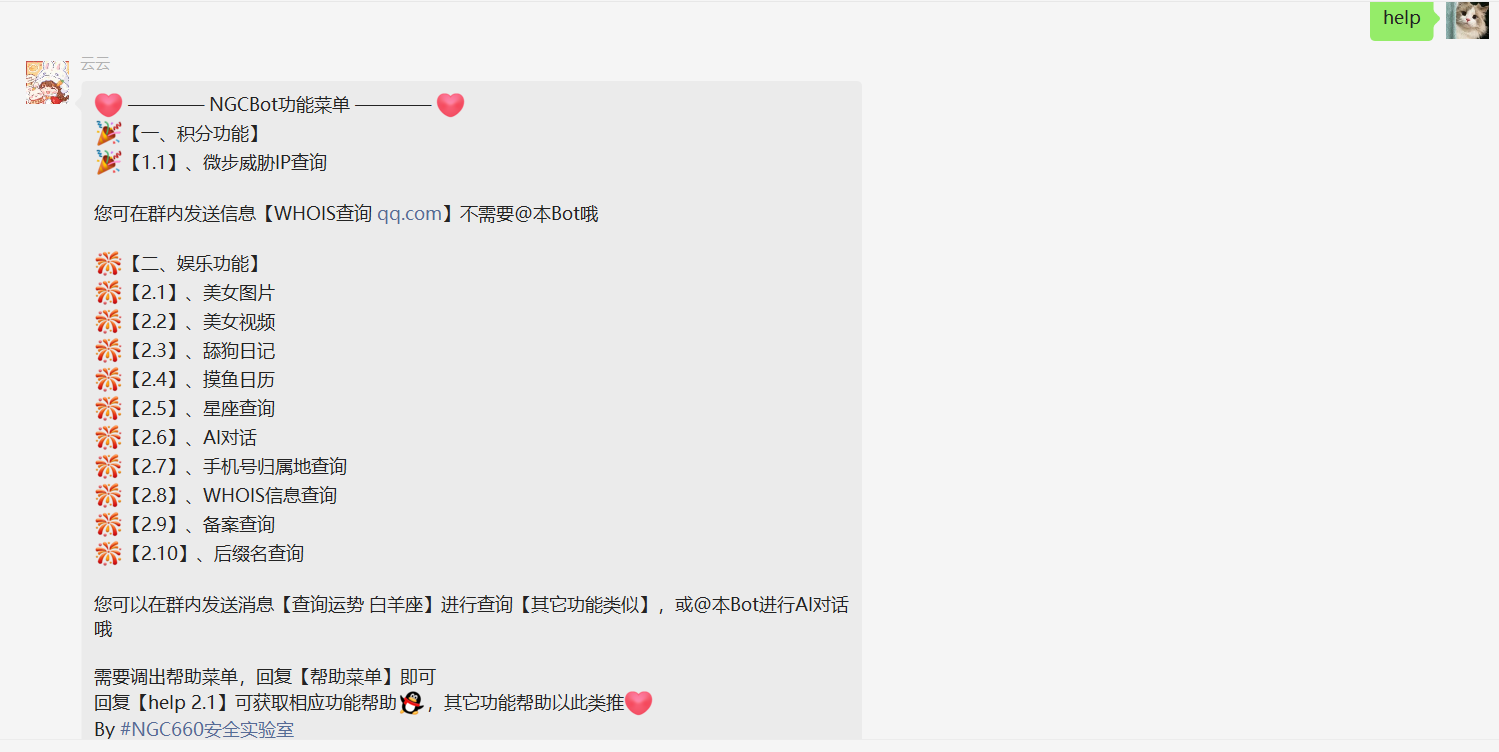 help
云云
———— NGCBot功能菜单 ————
【一、积分功能】
【1.1】、微步威胁IP查询
您可在群内发送信息【WHOIS查询 qq.com】不需要@本Bot哦
【二、娱乐功能】
【2.1】、美女图片
【2.2】、美女视频
【2.3】、舔狗日记
【2.4】、摸鱼日历
【2.5】、星座查询
【2.6】、AI对话
【2.7】、手机号归属地查询
【2.8】、WHOIS信息查询
【2.9】、备案查询
【2.10】、后缀名查询
您可以在群内发送消息【查询运势 白羊座】进行查询【其它功能类似】，或@本Bot进行AI对话
哦
需要调出帮助菜单，回复【帮助菜单】即可
回复【help 2.1】可获取相应功能帮助，其它功能帮助以此类推
By #NGC660安全实验室